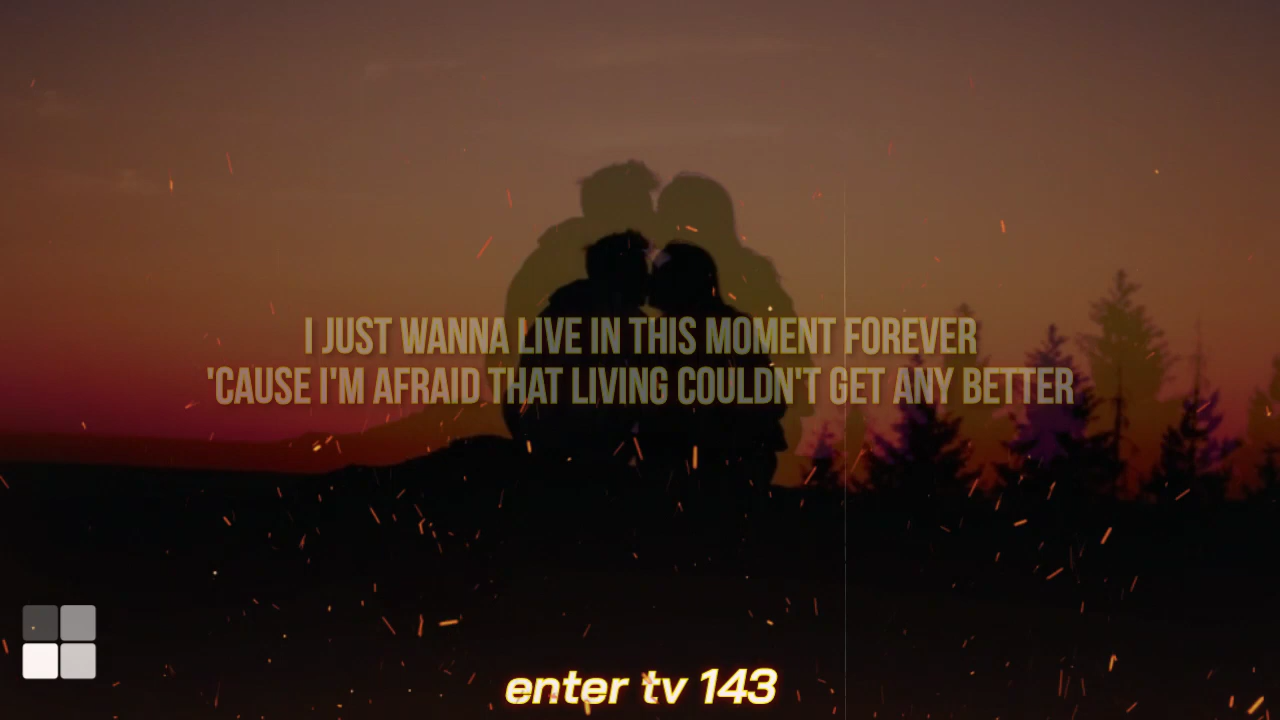 I JUST WANNA LIVE IN THIS MOMENT FOREVER
'CAUSE I'M AFRAID THAT LIVING COULDN'T GET ANY BETTER
enter tv 143